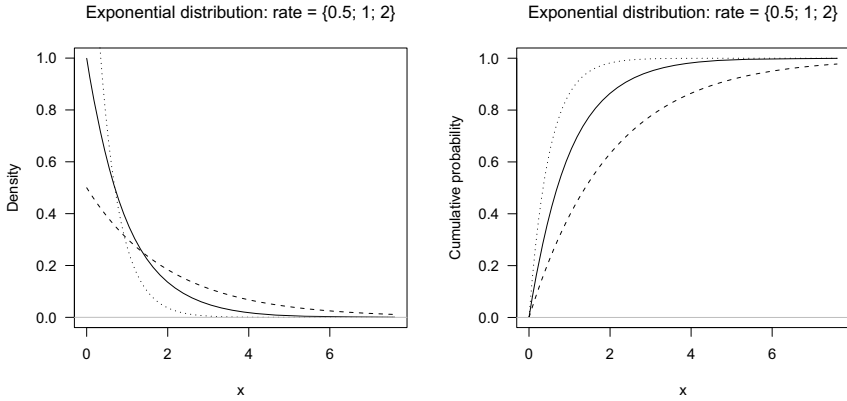 Exponential distribution: rate = {0.5; 1; 2}
Density
1.0
0.8
0.6
0.4
0.2
0.0
0 2 4 6
x
Exponential distribution: rate = {0.5; 1; 2}
Cumulative probability
1.0
0.8
0.6
0.4
0.2
0.0
0 2 4 6
x